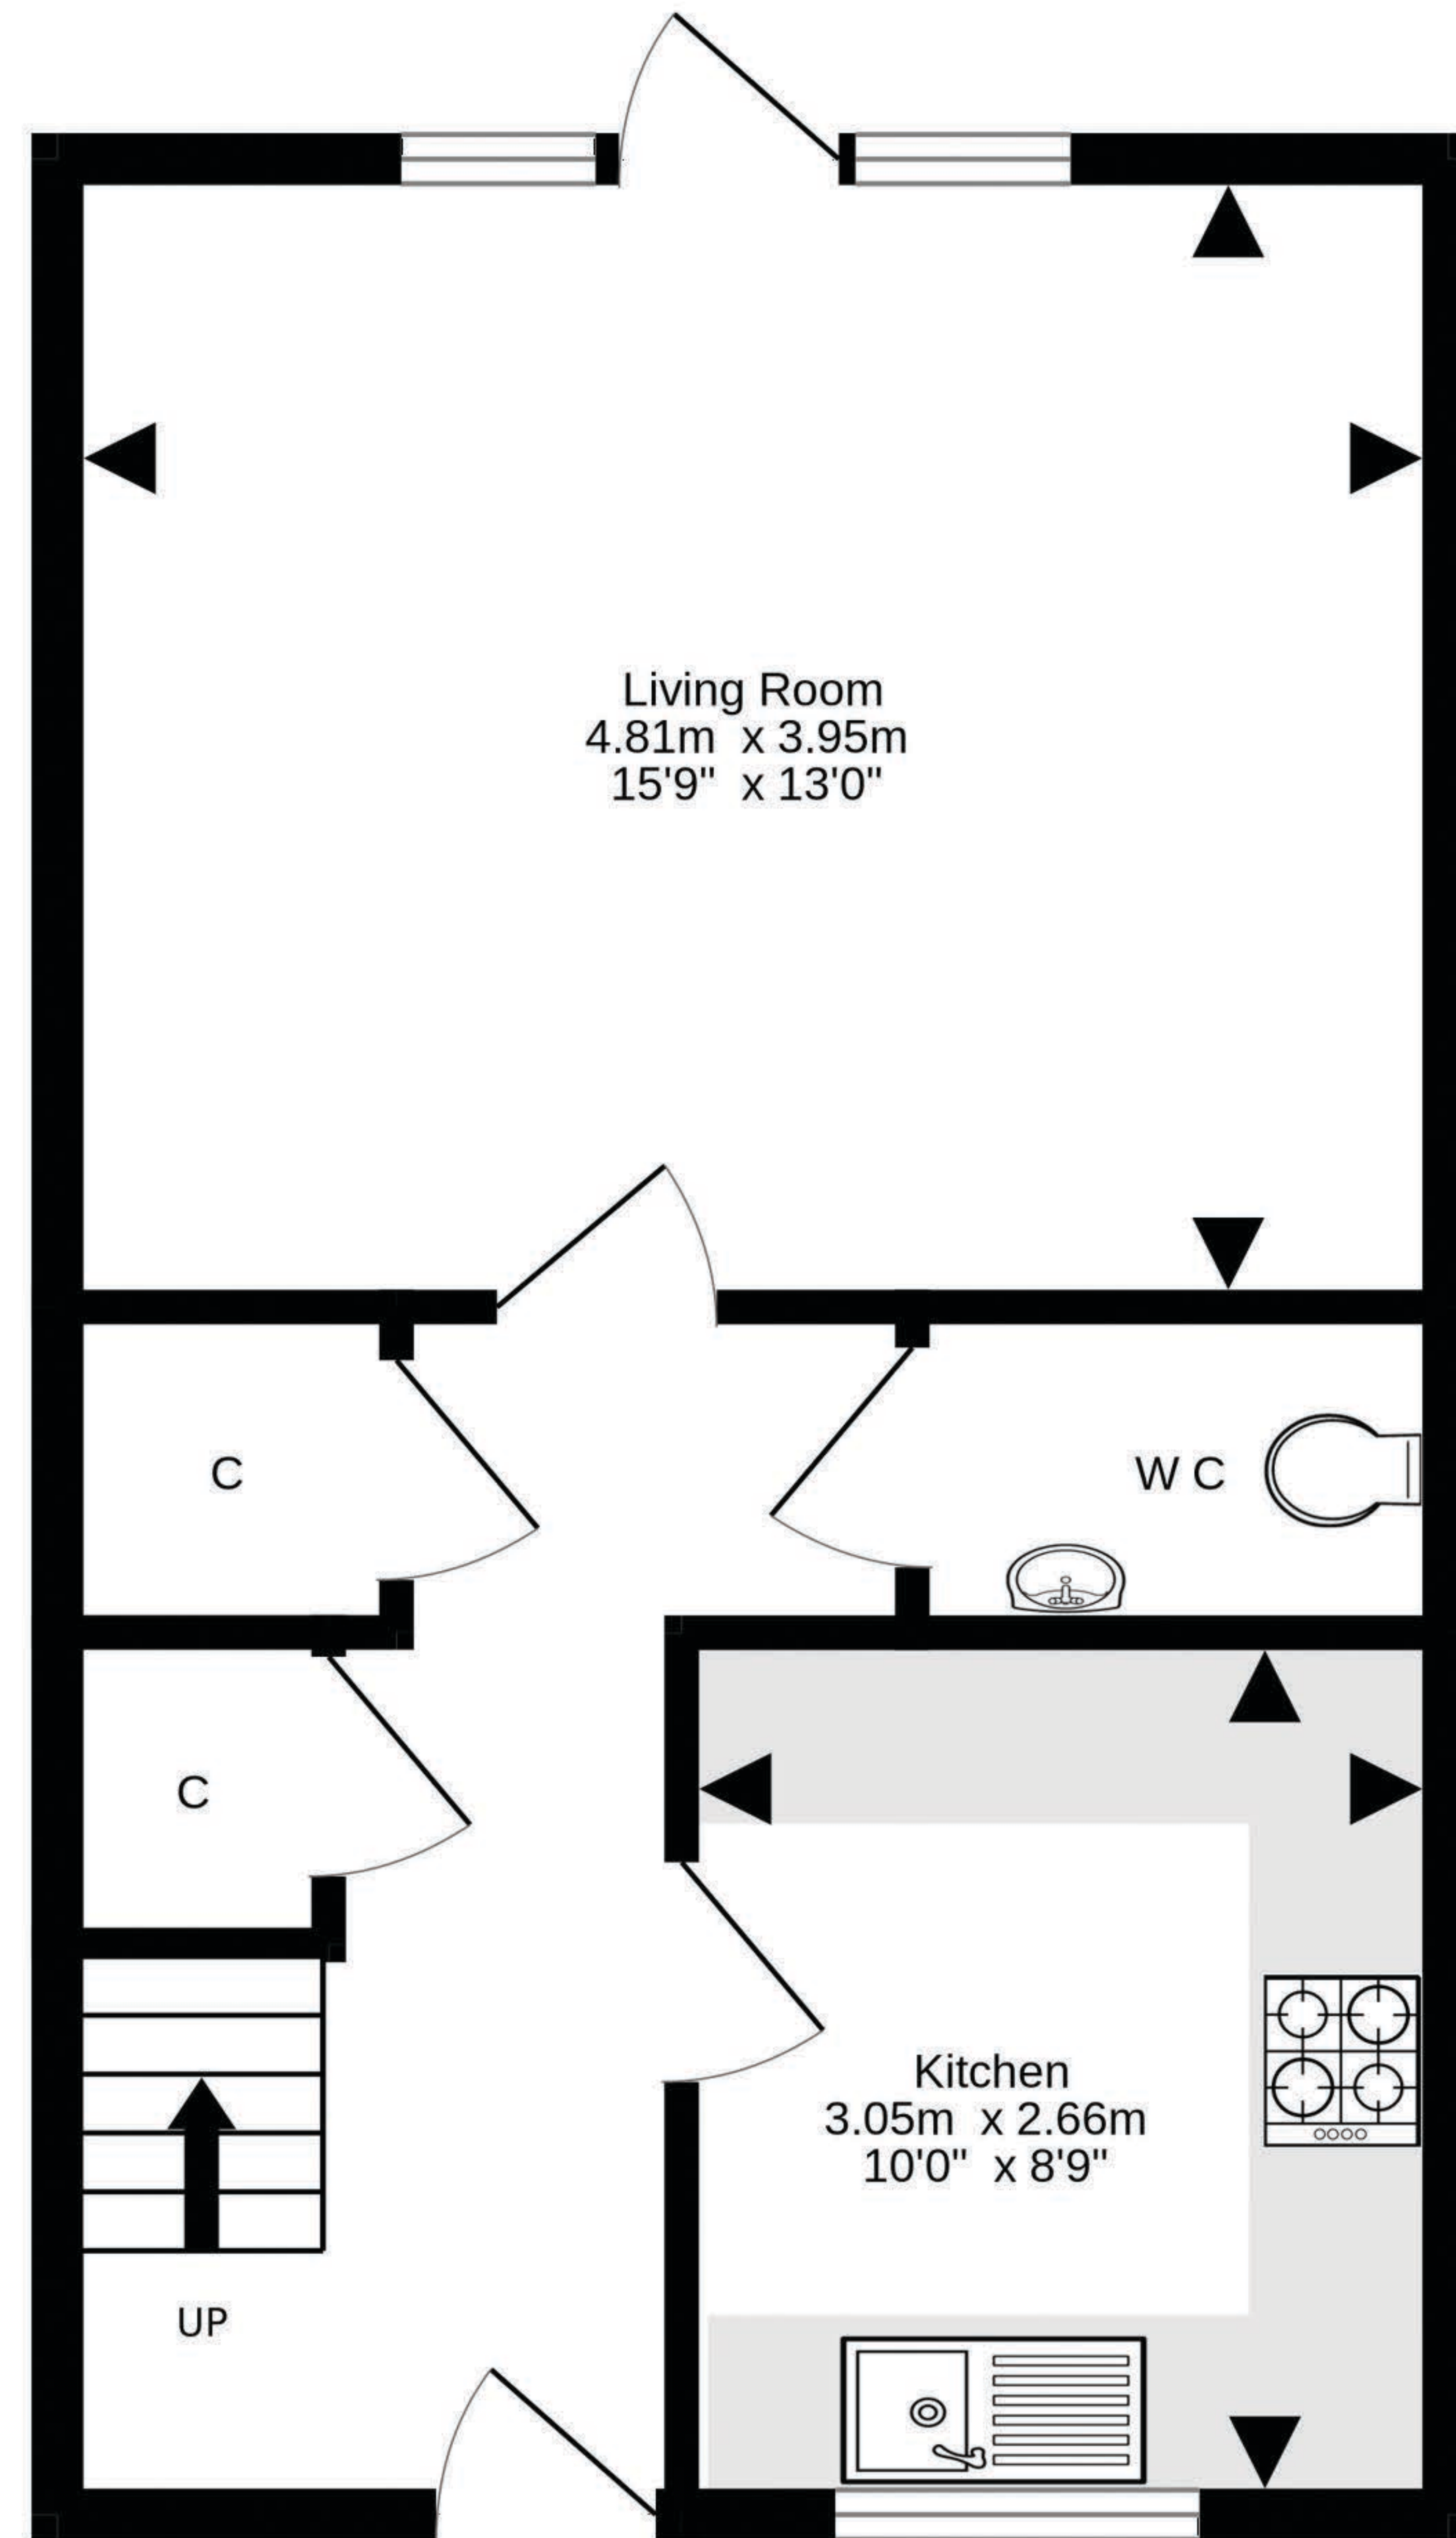 Living Room
4.81m x 3.95m
15'9" x 13'0"
C
W C
C
Kitchen
3.05m x 2.66m
10'0" x 8'9"
UP